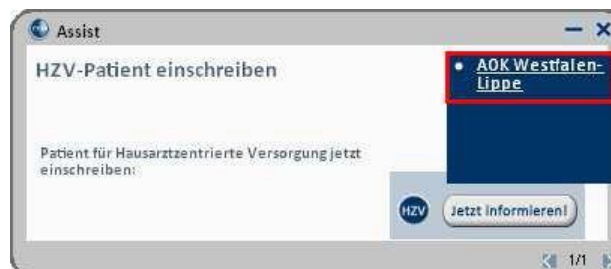 Assist
HZV-Patient einschreiben
• AOK Westfalen-
Lippe
Patient für Hausarztzentrierte Versorgung jetzt
einschreiben:
HZV
Jetzt informieren!
1/1